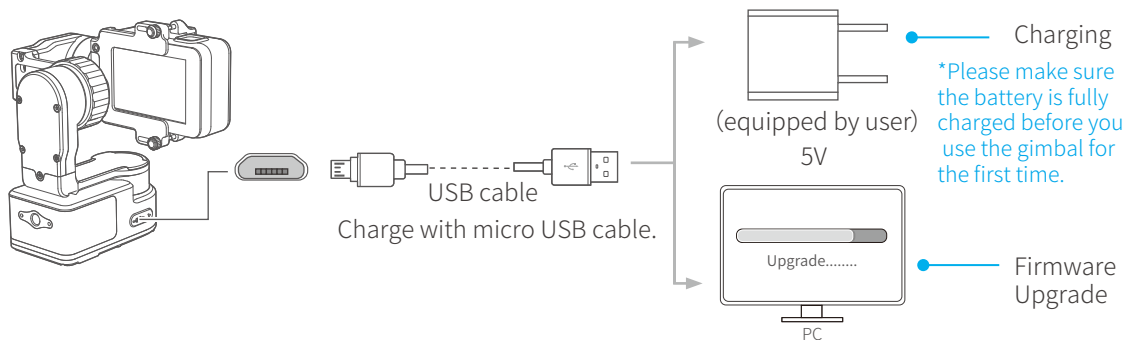 Charging
*Please make sure
the battery is fully
charged before you
use the gimbal for
the first time.
(equipped by user)
5V
USB cable
Charge with micro USB cable.
Upgrade........
Firmware
Upgrade
PC